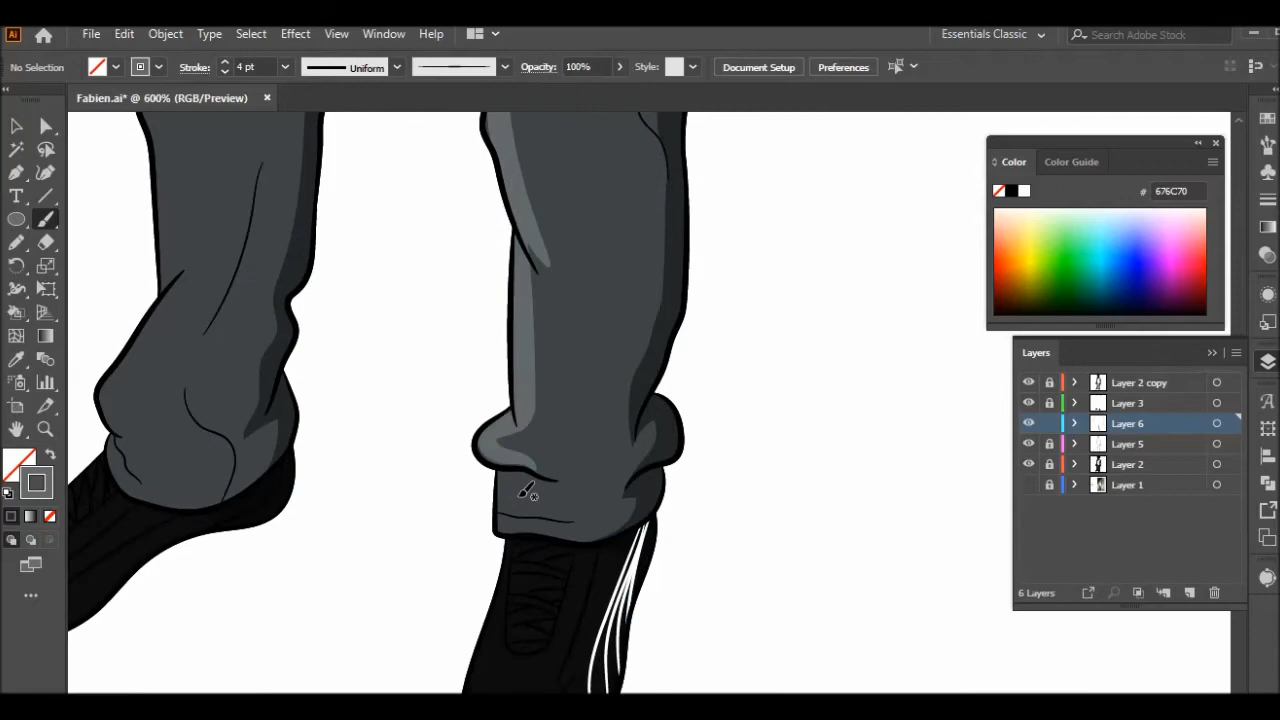 Ai File Edit Object Type Select Effect View Window Help Essentials Classic Search Adobe Stock
No Selection Stroke: 4 pt Uniform Opacity: 100% Style: Document Setup Preferences
Fabien.ai* @ 600% (RGB/Preview)
Color Color Guide
# 676C70
Layers
Layer 2 copy
Layer 3
Layer 6
Layer 5
Layer 2
Layer 1
6 Layers